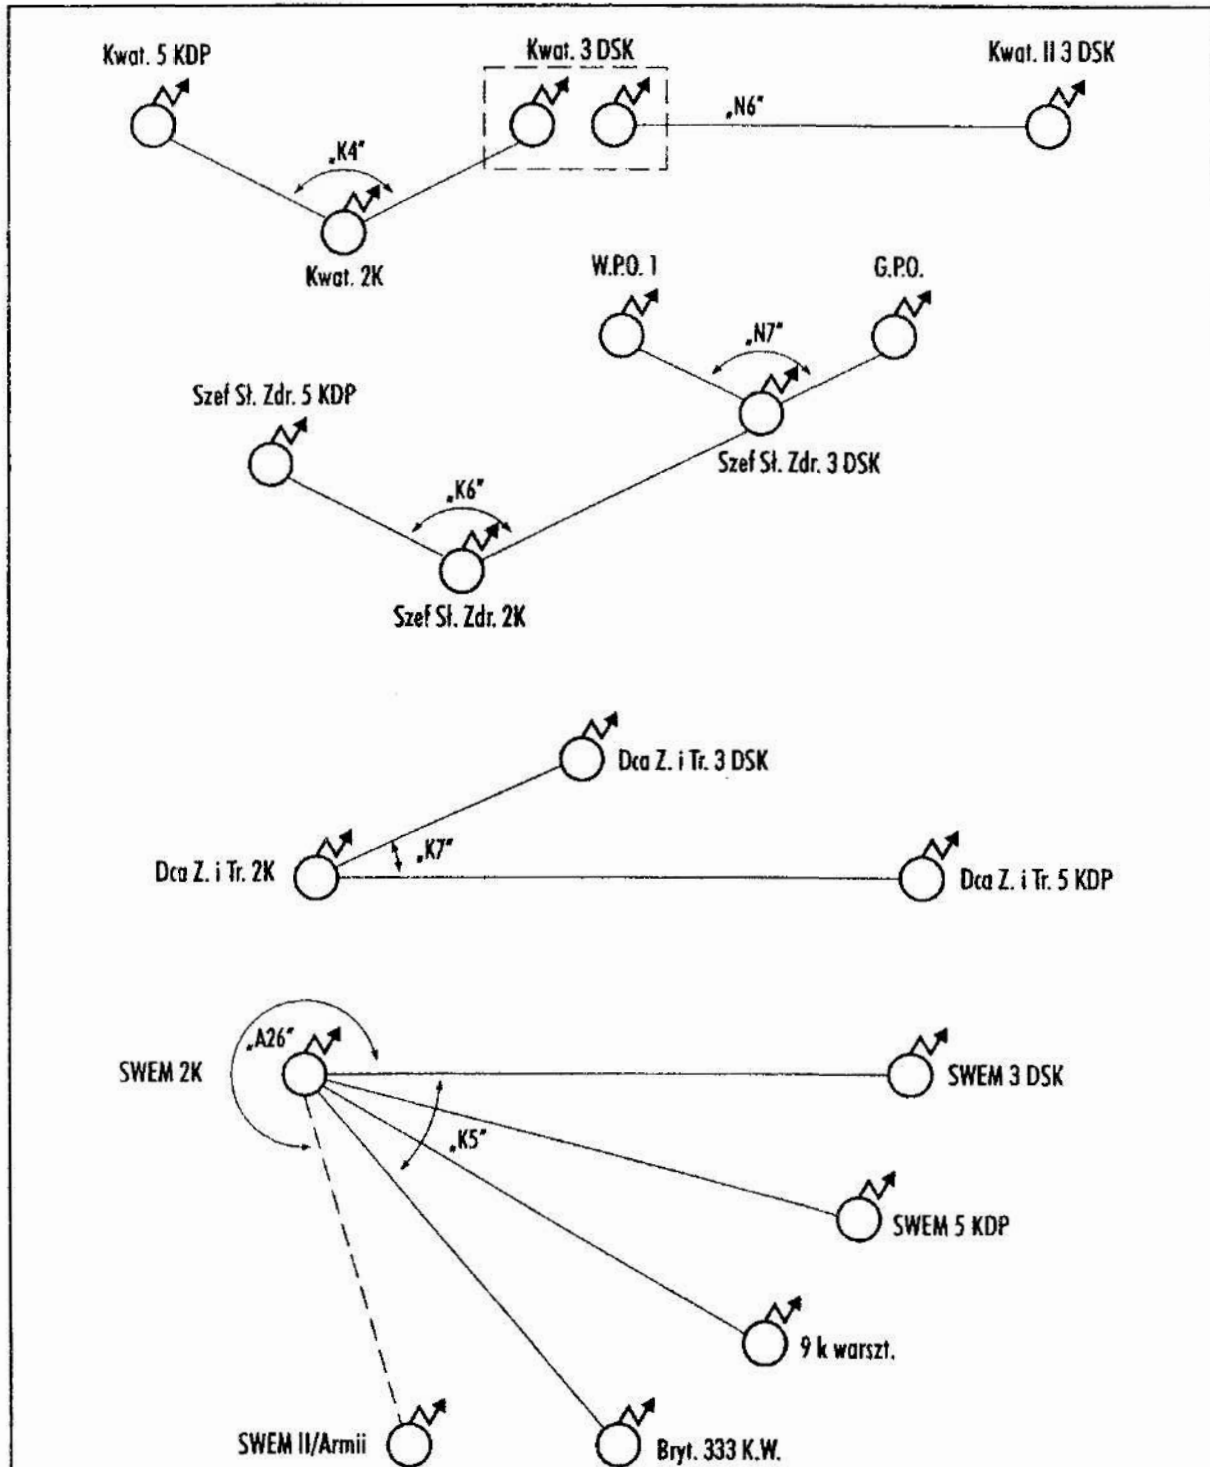 Kwat. 5 KDP
Kwat. 3 DSK
Kwat. II 3 DSK
„N6”
„K4”
Kwat. 2K
W.P.O. 1
G.P.O.
„N7”
Szef Sł. Zdr. 5 KDP
Szef Sł. Zdr. 3 DSK
„K6”
Szef Sł. Zdr. 2K
Dca Z. i Tr. 3 DSK
„K7”
Dca Z. i Tr. 2K
Dca Z. i Tr. 5 KDP
„A26”
SWEM 2K
SWEM 3 DSK
„K5”
SWEM 5 KDP
9 k warszt.
SWEM II/Armii
Bryt. 333 K.W.